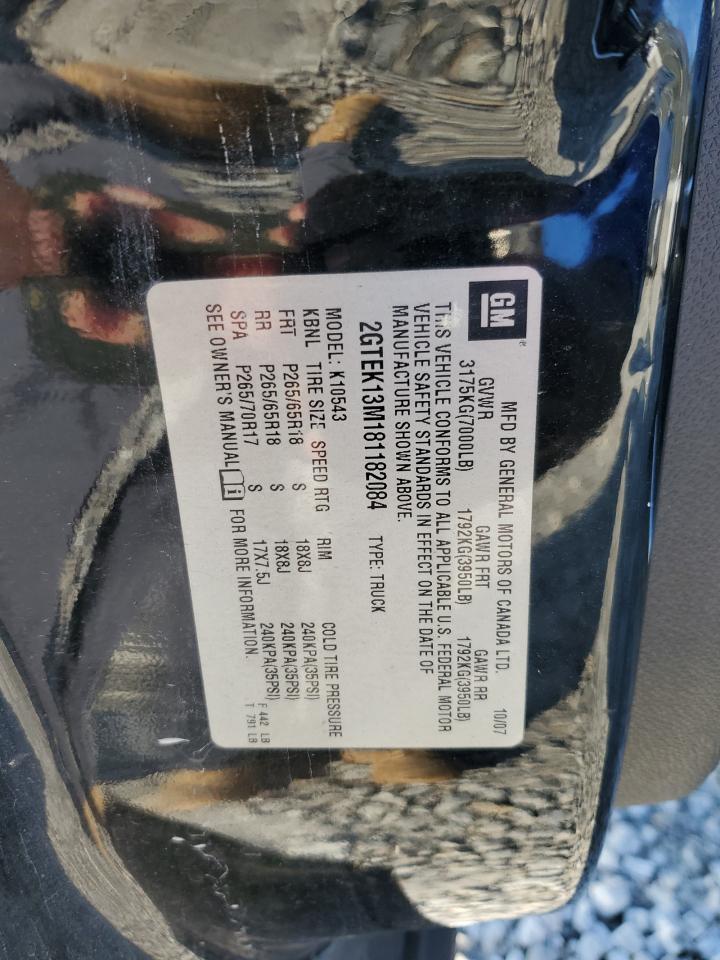 GM®
MFD BY GENERAL MOTORS OF CANADA LTD. 10/07
GVWR GAWR FRT GAWR RR
3175KG(7000LB) 1792KG(3950LB) 1792KG(3950LB)
THIS VEHICLE CONFORMS TO ALL APPLICABLE U.S. FEDERAL MOTOR
VEHICLE SAFETY STANDARDS IN EFFECT ON THE DATE OF
MANUFACTURE SHOWN ABOVE.
2GTEK13M181182084 TYPE: TRUCK
MODEL: K10543
KBNL TIRE SIZE SPEED RTG RIM COLD TIRE PRESSURE
FRT P265/65R18 S 18X8J 240KPA(35PSI)
RR P265/65R18 S 18X8J 240KPA(35PSI)
SPA P265/70R17 S 17X7.5J 240KPA(35PSI)
SEE OWNER'S MANUAL i FOR MORE INFORMATION.
F 442 LB
T 791 LB